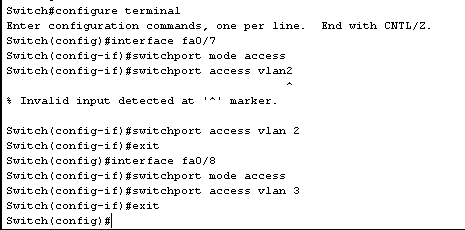 Switch#configure terminal
Enter configuration commands, one per line.  End with CNTL/Z.
Switch(config)#interface fa0/7
Switch(config-if)#switchport mode access
Switch(config-if)#switchport access vlan2
                                        ^
% Invalid input detected at '^' marker.

Switch(config-if)#switchport access vlan 2
Switch(config-if)#exit
Switch(config)#interface fa0/8
Switch(config-if)#switchport mode access
Switch(config-if)#switchport access vlan 3
Switch(config-if)#exit
Switch(config)#